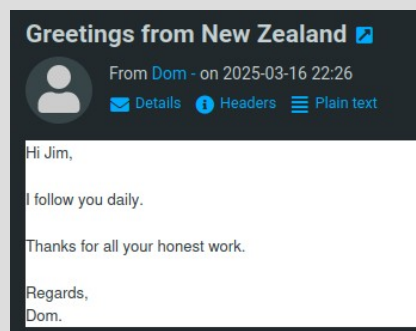 Greetings from New Zealand
From Dom - on 2025-03-16 22:26
Details Headers Plain text
Hi Jim,
I follow you daily.
Thanks for all your honest work.
Regards,
Dom.